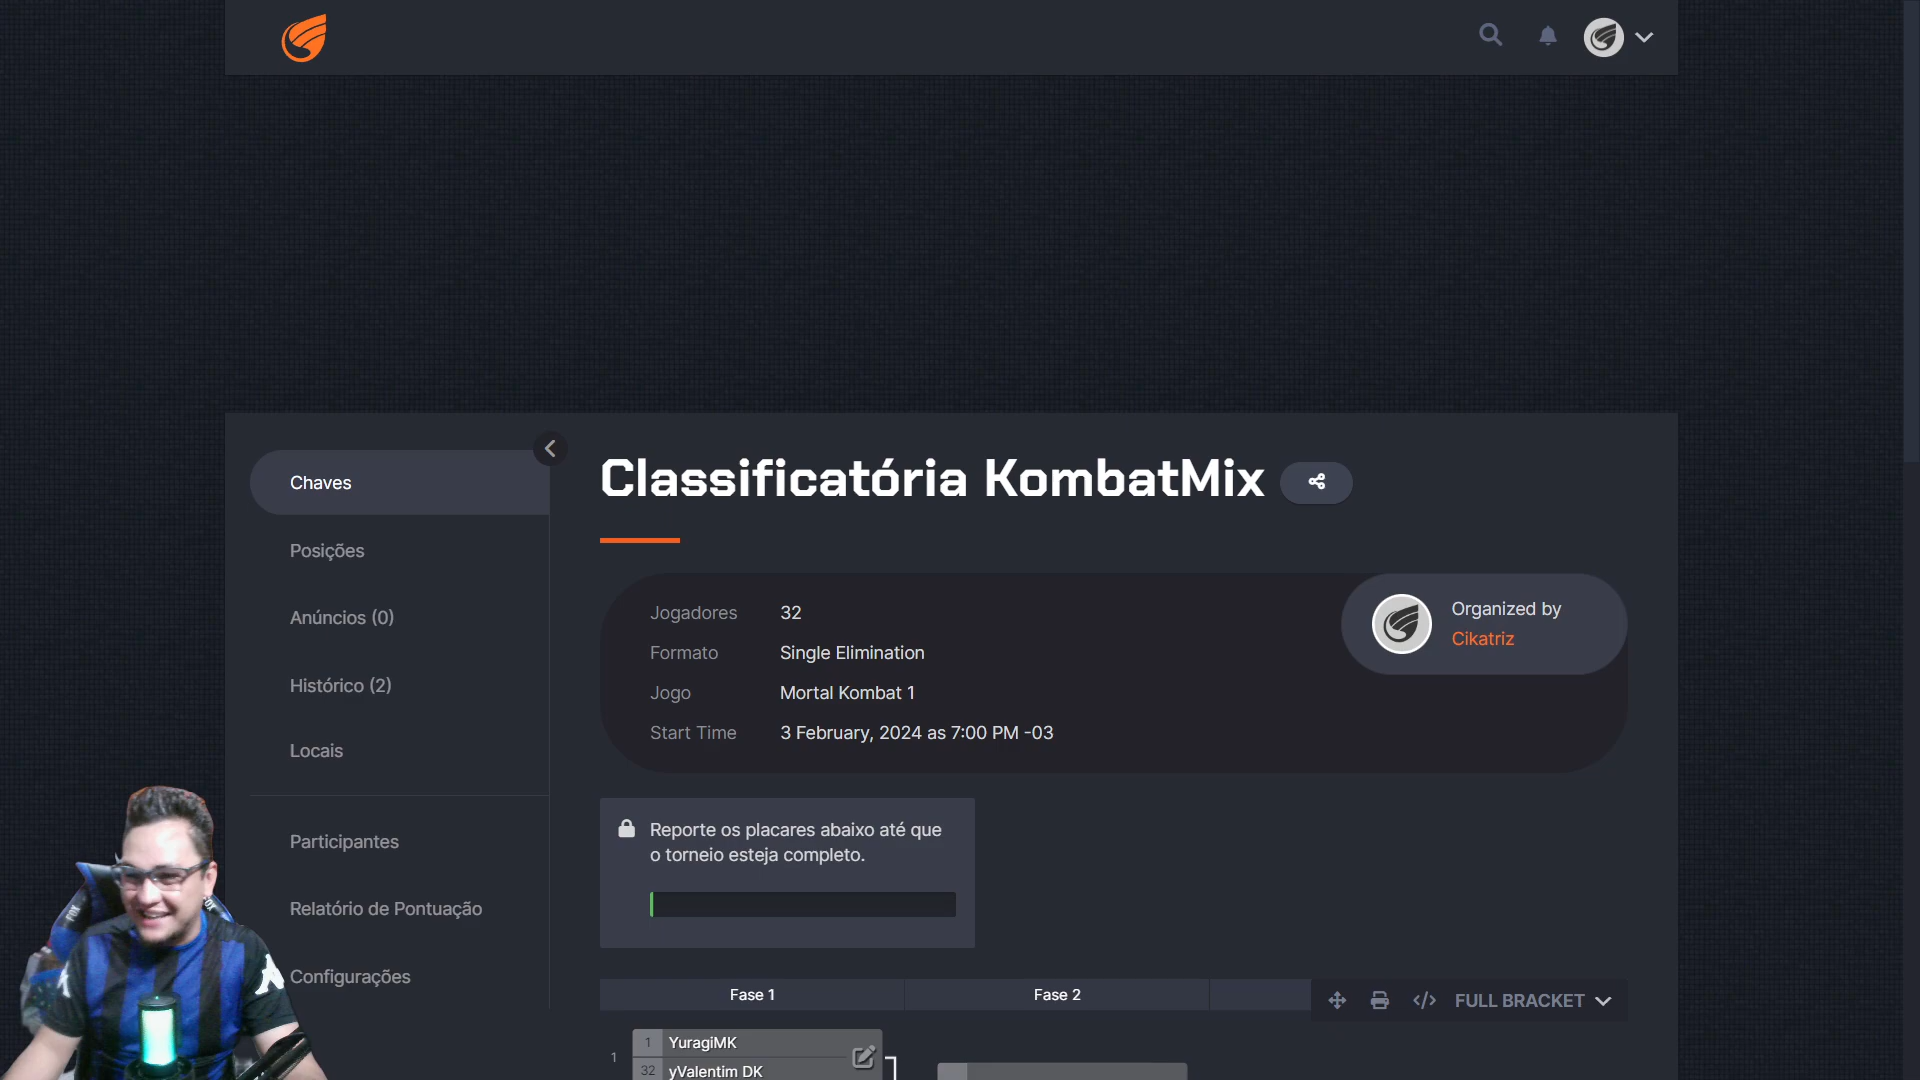 Chaves
Posições
Anúncios (0)
Histórico (2)
Locais
Participantes
Relatório de Pontuação
Configurações
Classificatória KombatMix
Jogadores 32
Formato Single Elimination
Jogo Mortal Kombat 1
Start Time 3 February, 2024 as 7:00 PM -03
Organized by
Cikatriz
Reporte os placares abaixo até que
o torneio esteja completo.
Fase 1 Fase 2
FULL BRACKET
1
1 YuragiMK
32 yValentim DK
FOX
FOX